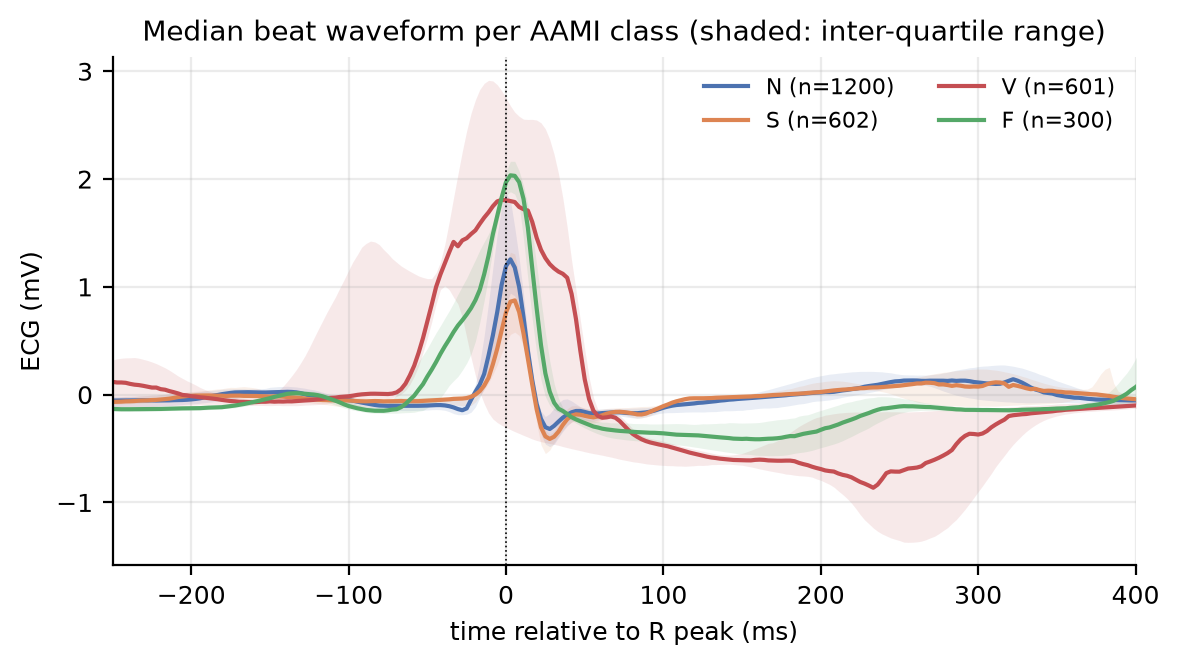 Median beat waveform per AAMI class (shaded: inter-quartile range)
N (n=1200)
V (n=601)
S (n=602)
F (n=300)
3
2
1
0
−1
ECG (mV)
−200
−100
0
100
200
300
400
time relative to R peak (ms)